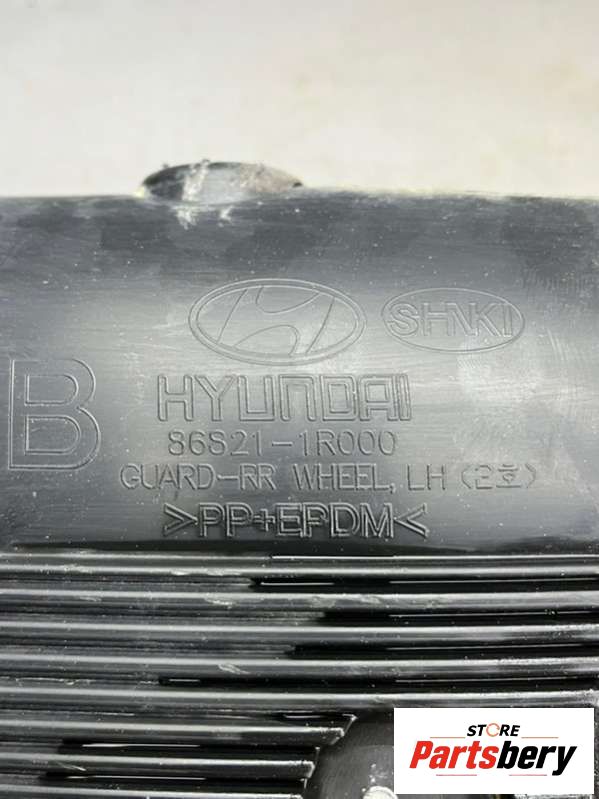 SHNKI
B
HYUNDAI
86821-1R000
GUARD-RR WHEEL, LH (2호)
>PP+EPDM<
STORE
Partsbery